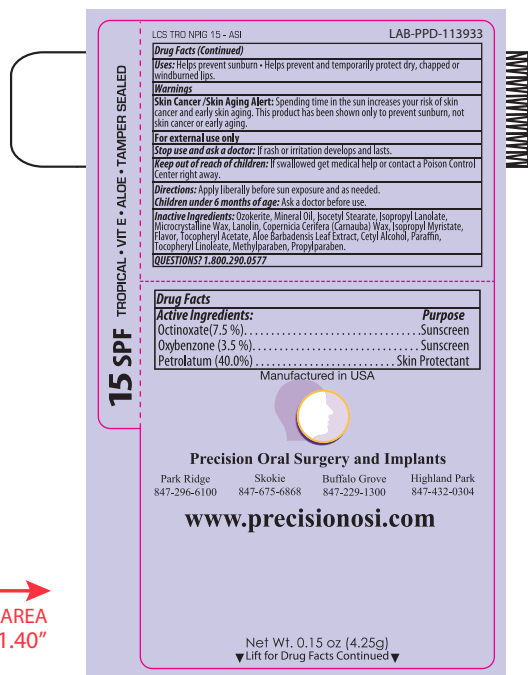 LCS TRO NPIG 15 - ASI
LAB-PPD-113933
Drug Facts (Continued)
Uses: Helps prevent sunburn • Helps prevent and temporarily protect dry, chapped or
windburned lips.
Warnings
Skin Cancer /Skin Aging Alert: Spending time in the sun increases your risk of skin
cancer and early skin aging. This product has been shown only to prevent sunburn, not
skin cancer or early aging.
For external use only
Stop use and ask a doctor: If rash or irritation develops and lasts.
Keep out of reach of children: If swallowed get medical help or contact a Poison Control
Center right away.
Directions: Apply liberally before sun exposure and as needed.
Children under 6 months of age: Ask a doctor before use.
Inactive Ingredients: Ozokerite, Mineral Oil, Isocetyl Stearate, Isopropyl Lanolate,
Microcrystalline Wax, Lanolin, Copernicia Cerifera (Carnauba) Wax, Isopropyl Myristate,
Flavor, Tocopheryl Acetate, Aloe Barbadensis Leaf Extract, Cetyl Alcohol, Paraffin,
Tocopheryl Linoleate, Methylparaben, Propylparaben.
QUESTIONS? 1.800.290.0577
15 SPF TROPICAL • VIT E • ALOE • TAMPER SEALED
Drug Facts
Active Ingredients: Purpose
Octinoxate(7.5 %)................................Sunscreen
Oxybenzone (3.5 %)................................Sunscreen
Petrolatum (40.0%)..........................Skin Protectant
Manufactured in USA
Precision Oral Surgery and Implants
Park Ridge Skokie Buffalo Grove Highland Park
847-296-6100 847-675-6868 847-229-1300 847-432-0304
www.precisionosi.com
AREA
1.40”
Net Wt. 0.15 oz (4.25g)
▼Lift for Drug Facts Continued▼